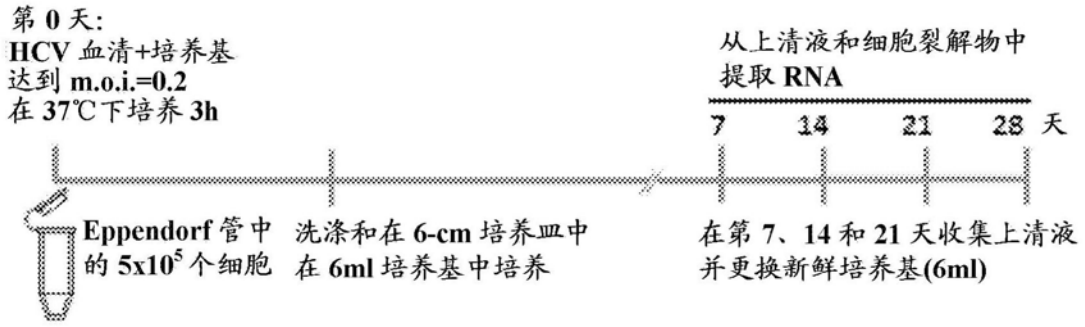 第 0 天:
HCV 血清+培养基
达到 m.o.i.=0.2
在 37℃下培养 3h
从上清液和细胞裂解物中
提取 RNA
7 14 21 28 天
Eppendorf 管中
的 5x10⁵ 个细胞
洗涤和在 6-cm 培养皿中
在 6ml 培养基中培养
在第 7、14 和 21 天收集上清液
并更换新鲜培养基(6ml)